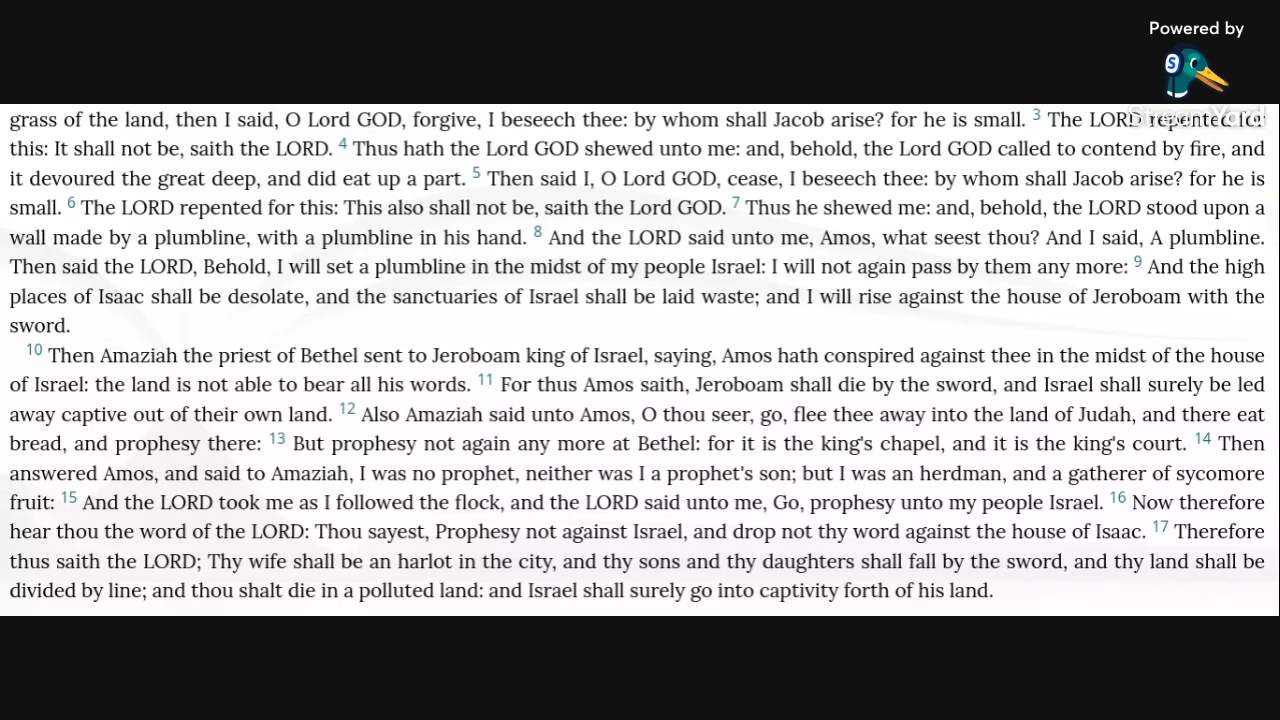 Powered by
S
StreamYard
grass of the land, then I said, O Lord GOD, forgive, I beseech thee: by whom shall Jacob arise? for he is small. 3 The LORD repented for
this: It shall not be, saith the LORD. 4 Thus hath the Lord GOD shewed unto me: and, behold, the Lord GOD called to contend by fire, and
it devoured the great deep, and did eat up a part. 5 Then said I, O Lord GOD, cease, I beseech thee: by whom shall Jacob arise? for he is
small. 6 The LORD repented for this: This also shall not be, saith the Lord GOD. 7 Thus he shewed me: and, behold, the LORD stood upon a
wall made by a plumbline, with a plumbline in his hand. 8 And the LORD said unto me, Amos, what seest thou? And I said, A plumbline.
Then said the LORD, Behold, I will set a plumbline in the midst of my people Israel: I will not again pass by them any more: 9 And the high
places of Isaac shall be desolate, and the sanctuaries of Israel shall be laid waste; and I will rise against the house of Jeroboam with the
sword.
10 Then Amaziah the priest of Bethel sent to Jeroboam king of Israel, saying, Amos hath conspired against thee in the midst of the house
of Israel: the land is not able to bear all his words. 11 For thus Amos saith, Jeroboam shall die by the sword, and Israel shall surely be led
away captive out of their own land. 12 Also Amaziah said unto Amos, O thou seer, go, flee thee away into the land of Judah, and there eat
bread, and prophesy there: 13 But prophesy not again any more at Bethel: for it is the king's chapel, and it is the king's court. 14 Then
answered Amos, and said to Amaziah, I was no prophet, neither was I a prophet's son; but I was an herdman, and a gatherer of sycomore
fruit: 15 And the LORD took me as I followed the flock, and the LORD said unto me, Go, prophesy unto my people Israel. 16 Now therefore
hear thou the word of the LORD: Thou sayest, Prophesy not against Israel, and drop not thy word against the house of Isaac. 17 Therefore
thus saith the LORD; Thy wife shall be an harlot in the city, and thy sons and thy daughters shall fall by the sword, and thy land shall be
divided by line; and thou shalt die in a polluted land: and Israel shall surely go into captivity forth of his land.